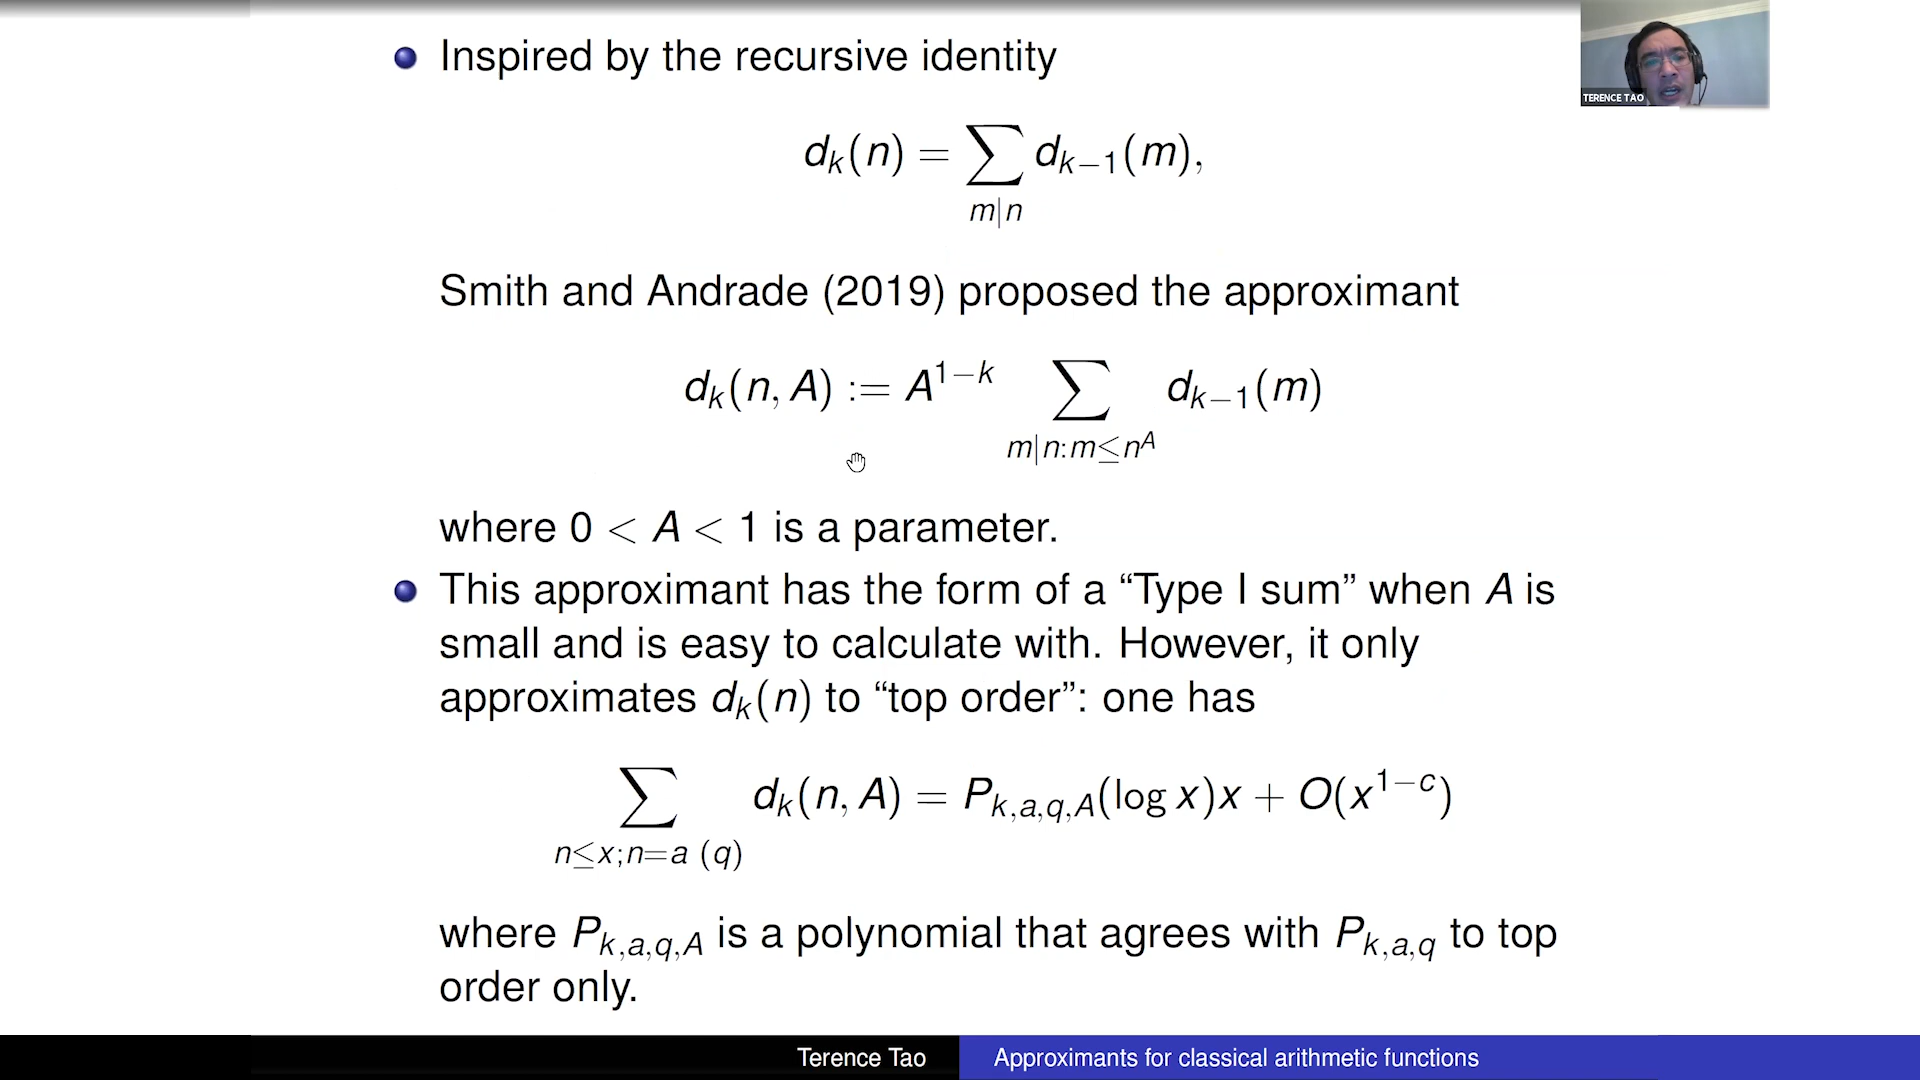 Inspired by the recursive identity
TERENCE TAO
d_k(n) = ∑_{m|n} d_{k−1}(m),
Smith and Andrade (2019) proposed the approximant
d_k(n, A) := A^{1−k} ∑_{m|n:m≤n^A} d_{k−1}(m)
where 0 < A < 1 is a parameter.
This approximant has the form of a “Type I sum” when A is
small and is easy to calculate with. However, it only
approximates d_k(n) to “top order”: one has
∑_{n≤x;n=a (q)} d_k(n, A) = P_{k,a,q,A}(log x)x + O(x^{1−c})
where P_{k,a,q,A} is a polynomial that agrees with P_{k,a,q} to top
order only.
Terence Tao
Approximants for classical arithmetic functions